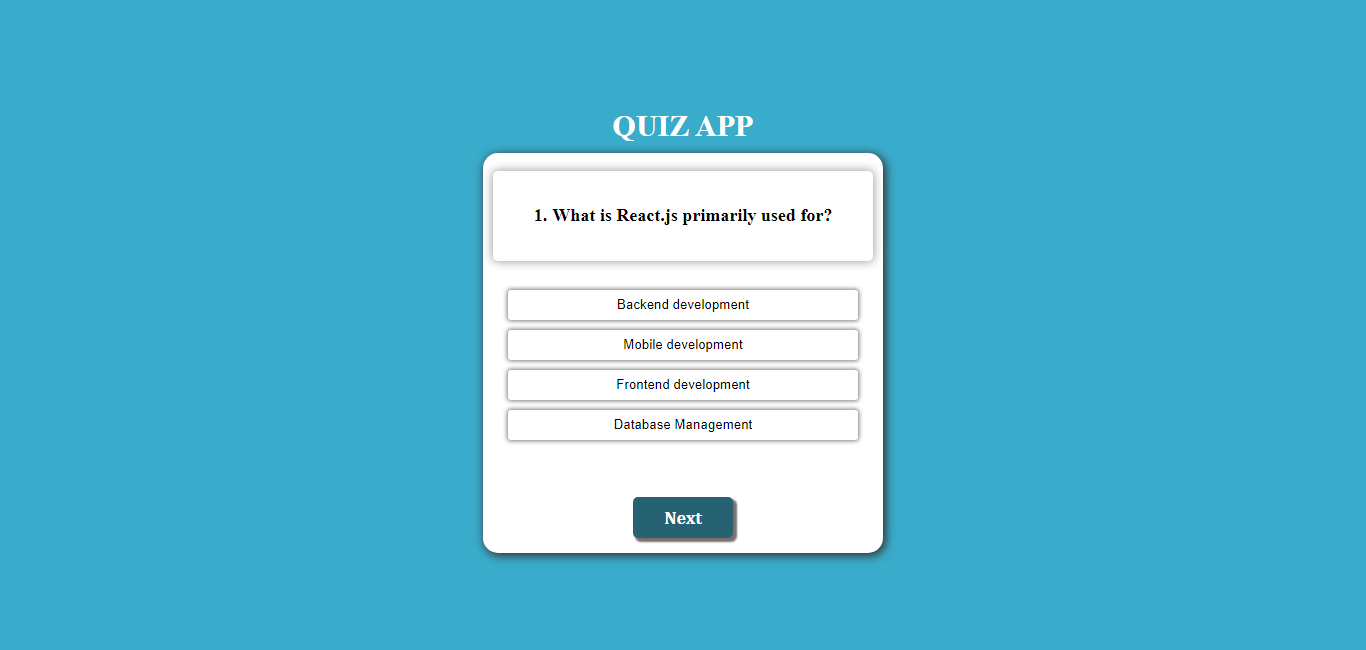 QUIZ APP
1. What is React.js primarily used for?
Backend development
Mobile development
Frontend development
Database Management
Next